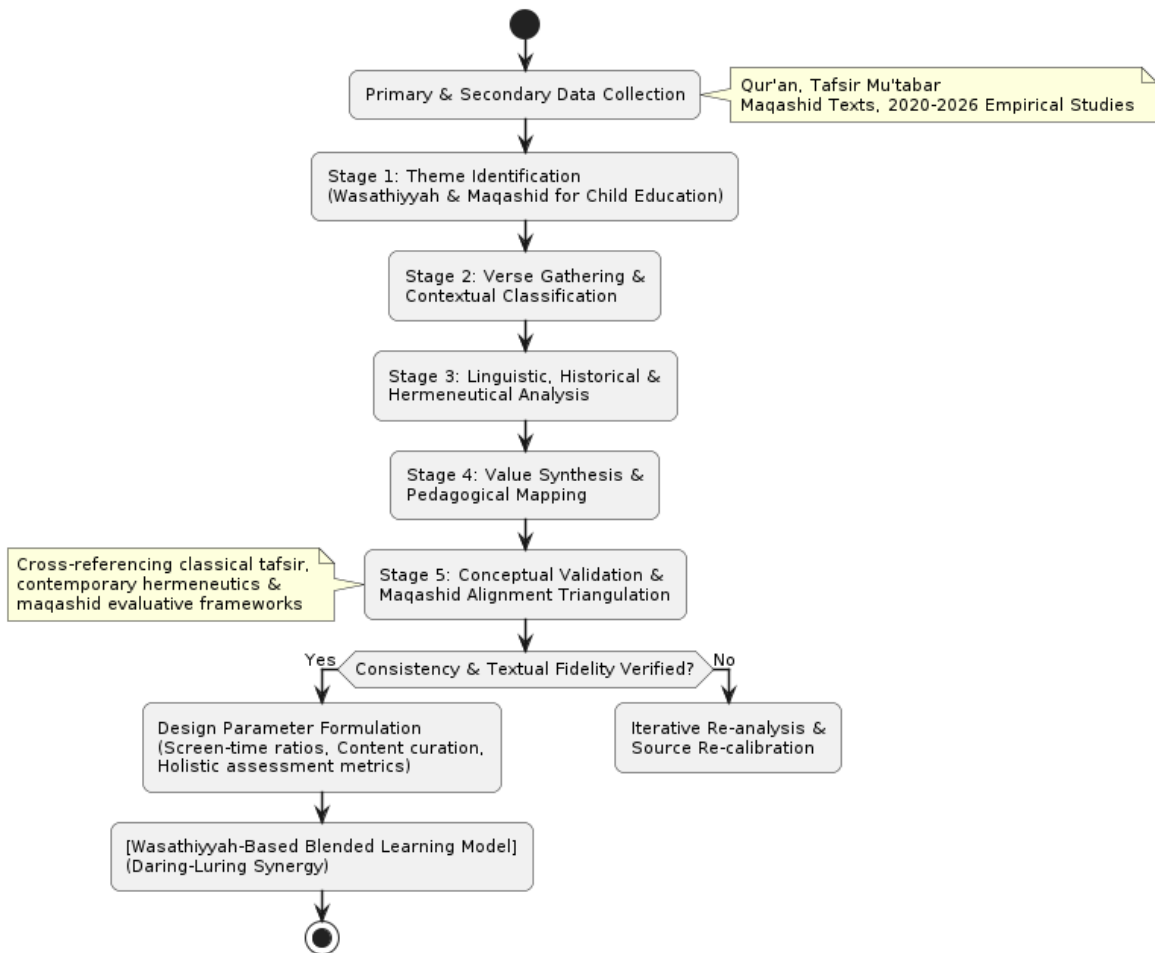 Primary & Secondary Data Collection
Qur'an, Tafsir Mu'tabar
Maqashid Texts, 2020-2026 Empirical Studies
Stage 1: Theme Identification
(Wasathiyyah & Maqashid for Child Education)
Stage 2: Verse Gathering &
Contextual Classification
Stage 3: Linguistic, Historical &
Hermeneutical Analysis
Stage 4: Value Synthesis &
Pedagogical Mapping
Cross-referencing classical tafsir,
contemporary hermeneutics &
maqashid evaluative frameworks
Stage 5: Conceptual Validation &
Maqashid Alignment Triangulation
Yes
Consistency & Textual Fidelity Verified?
No
Design Parameter Formulation
(Screen-time ratios, Content curation,
Holistic assessment metrics)
Iterative Re-analysis &
Source Re-calibration
[Wasathiyyah-Based Blended Learning Model]
(Daring-Luring Synergy)